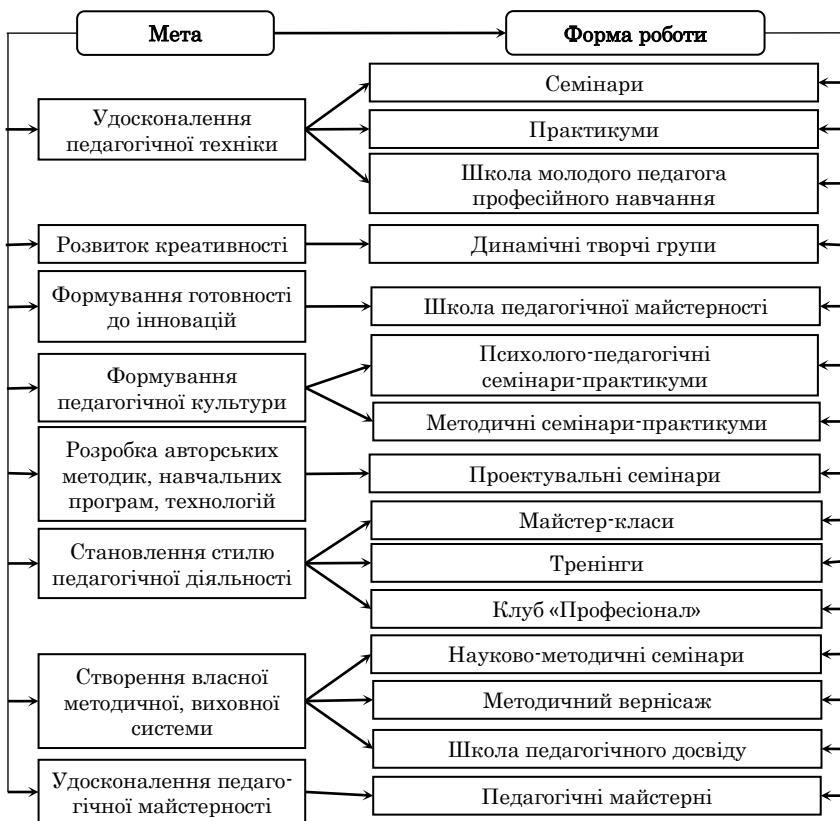 Мета
Форма роботи
Удосконалення
педагогічної техніки
Семінари
Практикуми
Школа молодого педагога
професійного навчання
Розвиток креативності
Динамічні творчі групи
Формування готовності
до інновацій
Школа педагогічної майстерності
Формування
педагогічної культури
Психолого-педагогічні
семінари-практикуми
Методичні семінари-практикуми
Розробка авторських
методик, навчальних
програм, технологій
Проектувальні семінари
Становлення стилю
педагогічної діяльності
Майстер-класи
Тренінги
Клуб «Професіонал»
Створення власної
методичної, виховної
системи
Науково-методичні семінари
Методичний вернісаж
Школа педагогічного досвіду
Удосконалення педаго-
гічної майстерності
Педагогічні майстерні